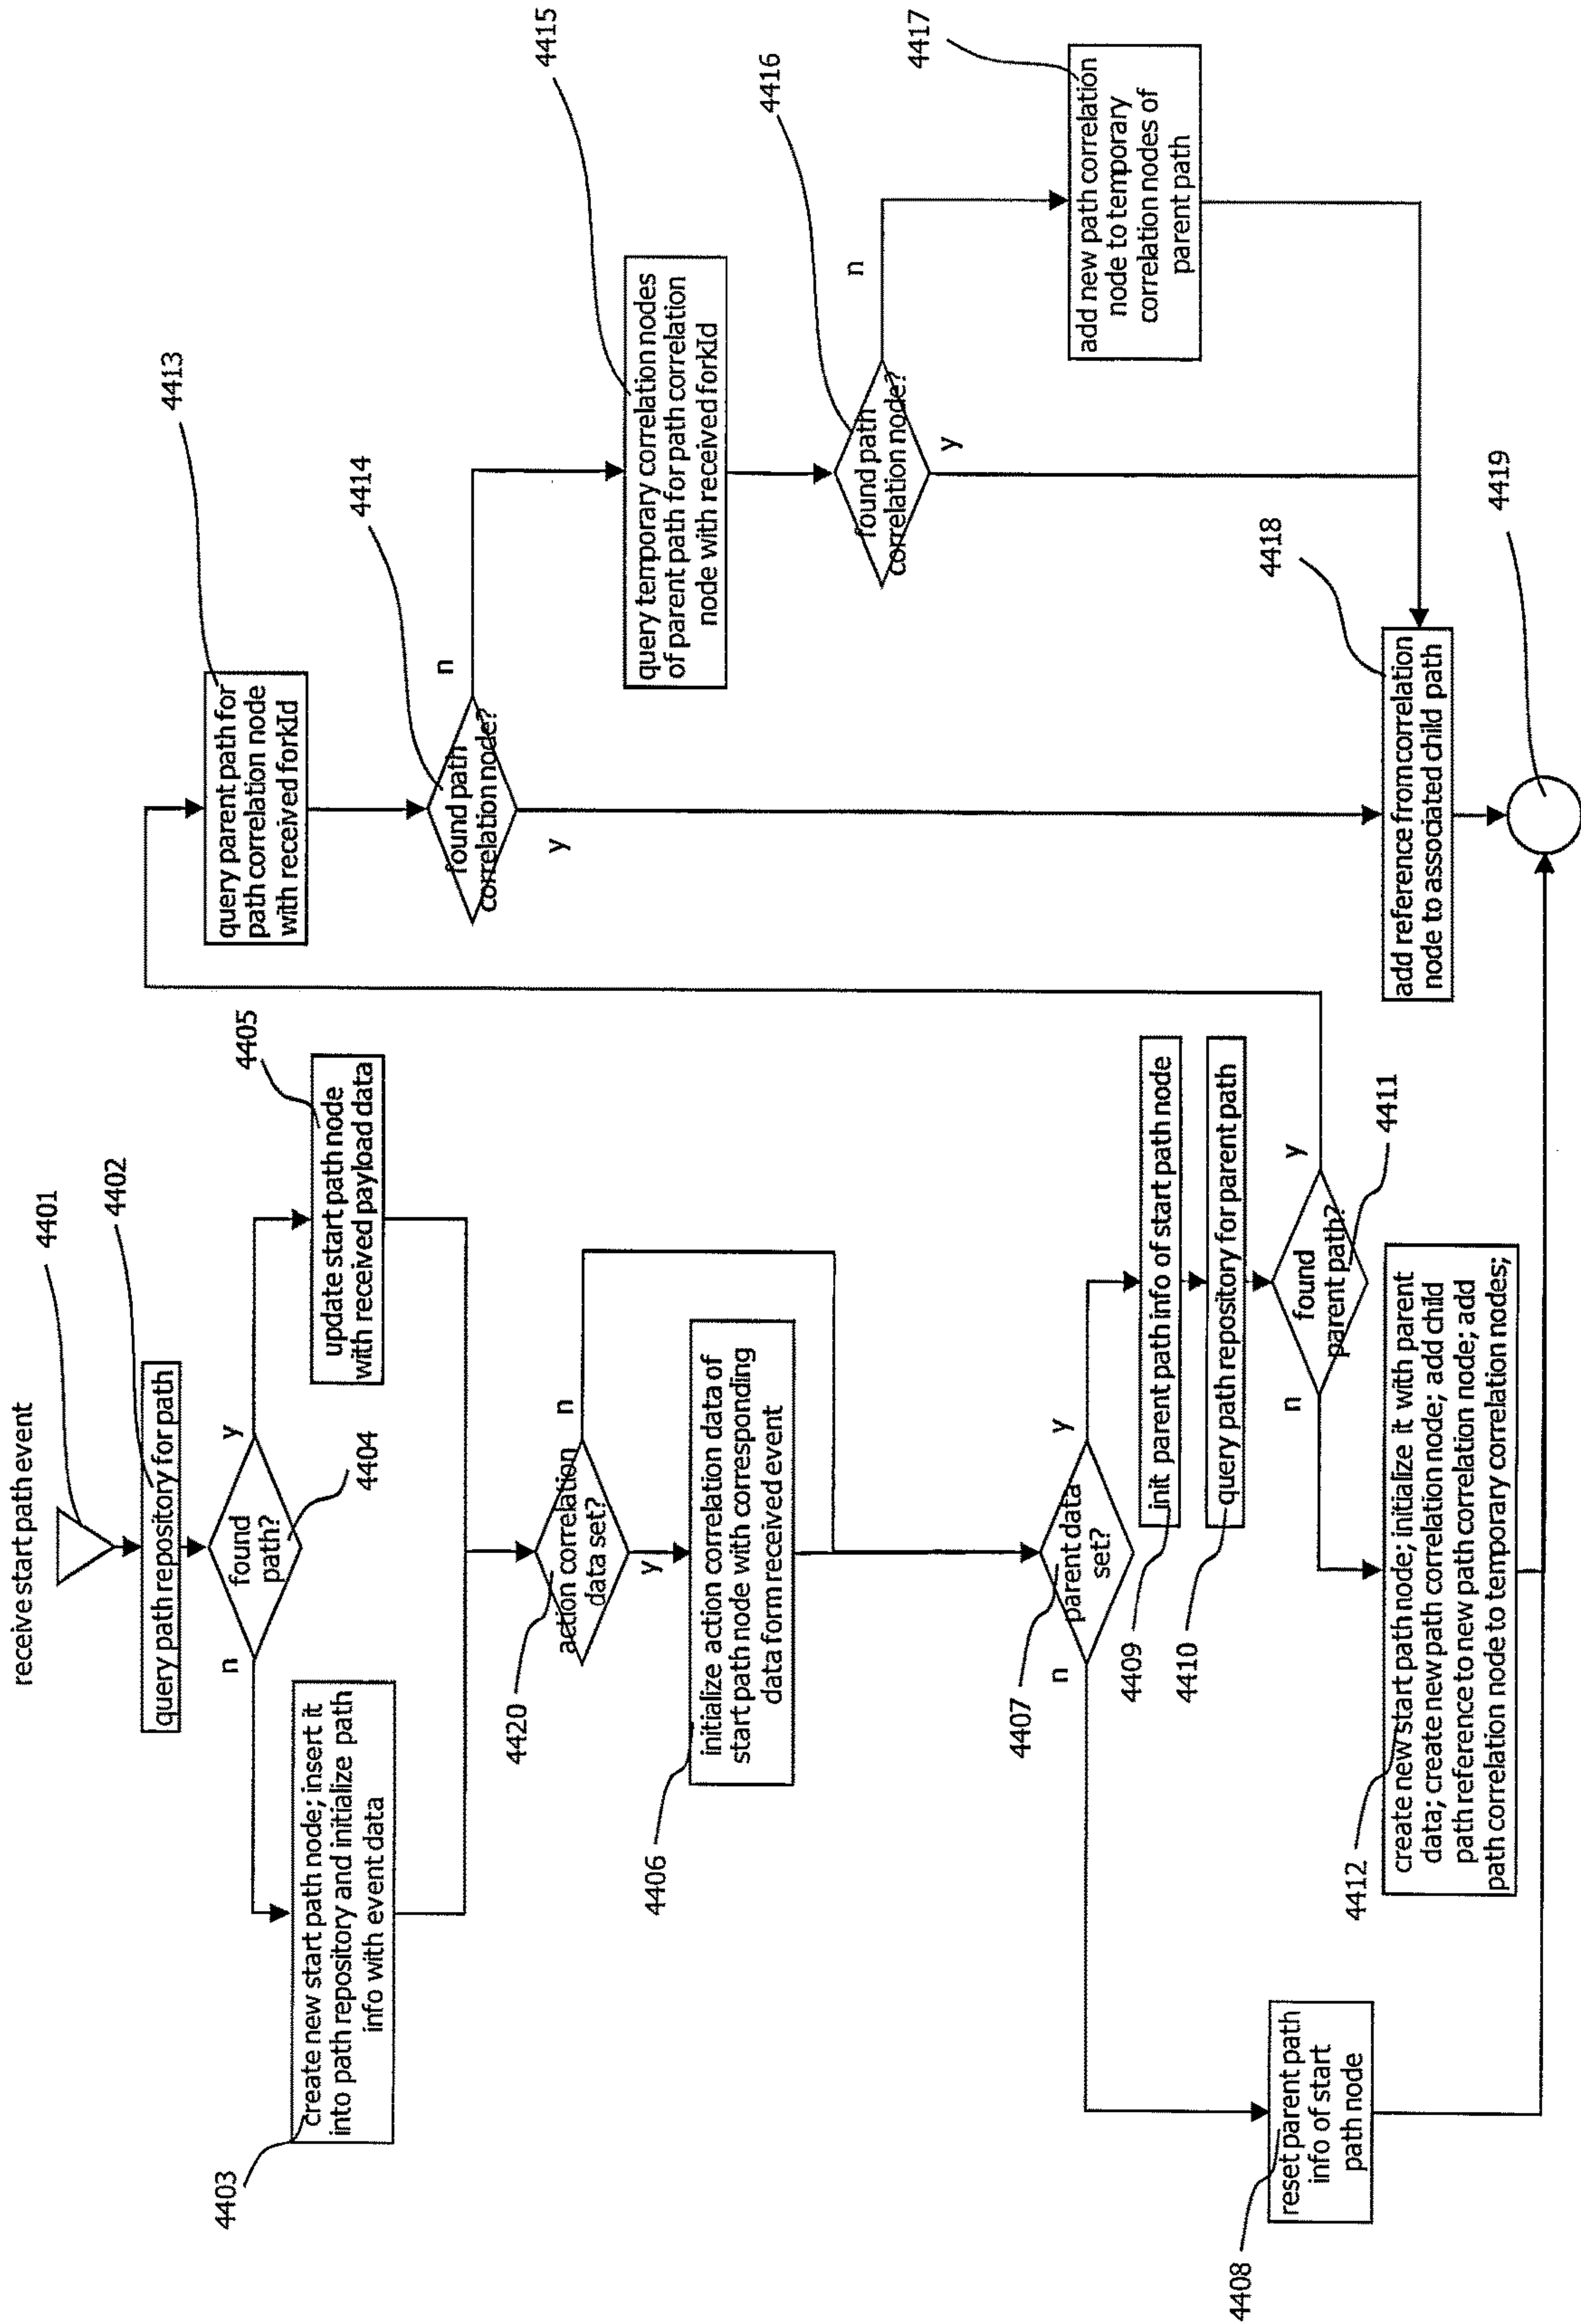 receive start path event
4401
4402
query path repository for path
found
path?
y
n
4404
4405
update start path node
with received payload data
4403
create new start path node; insert it
into path repository and initialize path
info with event data
4420
action correlation
data set?
n
y
4406
initialize action correlation data of
start path node with corresponding
data form received event
4407
parent data
set?
y
n
4408
reset parent path
info of start
path node
4409
init parent path info of start path node
4410
query path repository for parent path
found
parent path?
4411
y
n
4412
create new start path node; initialize it with parent
data; create new path correlation node; add child
path reference to new path correlation node; add
path correlation node to temporary correlation nodes;
4413
query parent path for
path correlation node
with received forkId
4414
found path
correlation node?
n
y
4415
query temporary correlation nodes
of parent path for path correlation
node with received forkId
4416
found path
correlation node?
n
y
4417
add new path correlation
node to temporary
correlation nodes of
parent path
4418
add reference from correlation
node to associated child path
4419